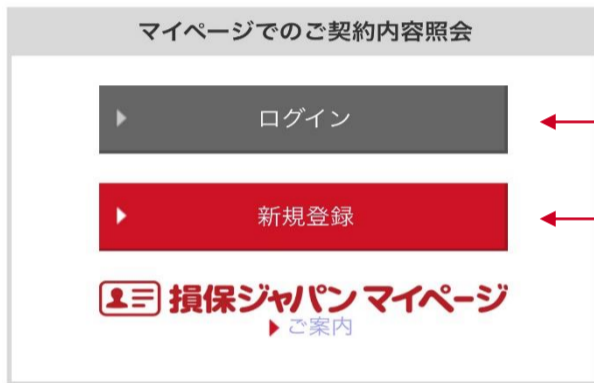 マイページでのご契約内容照会
ログイン
新規登録
損保ジャパン マイページ
ご案内